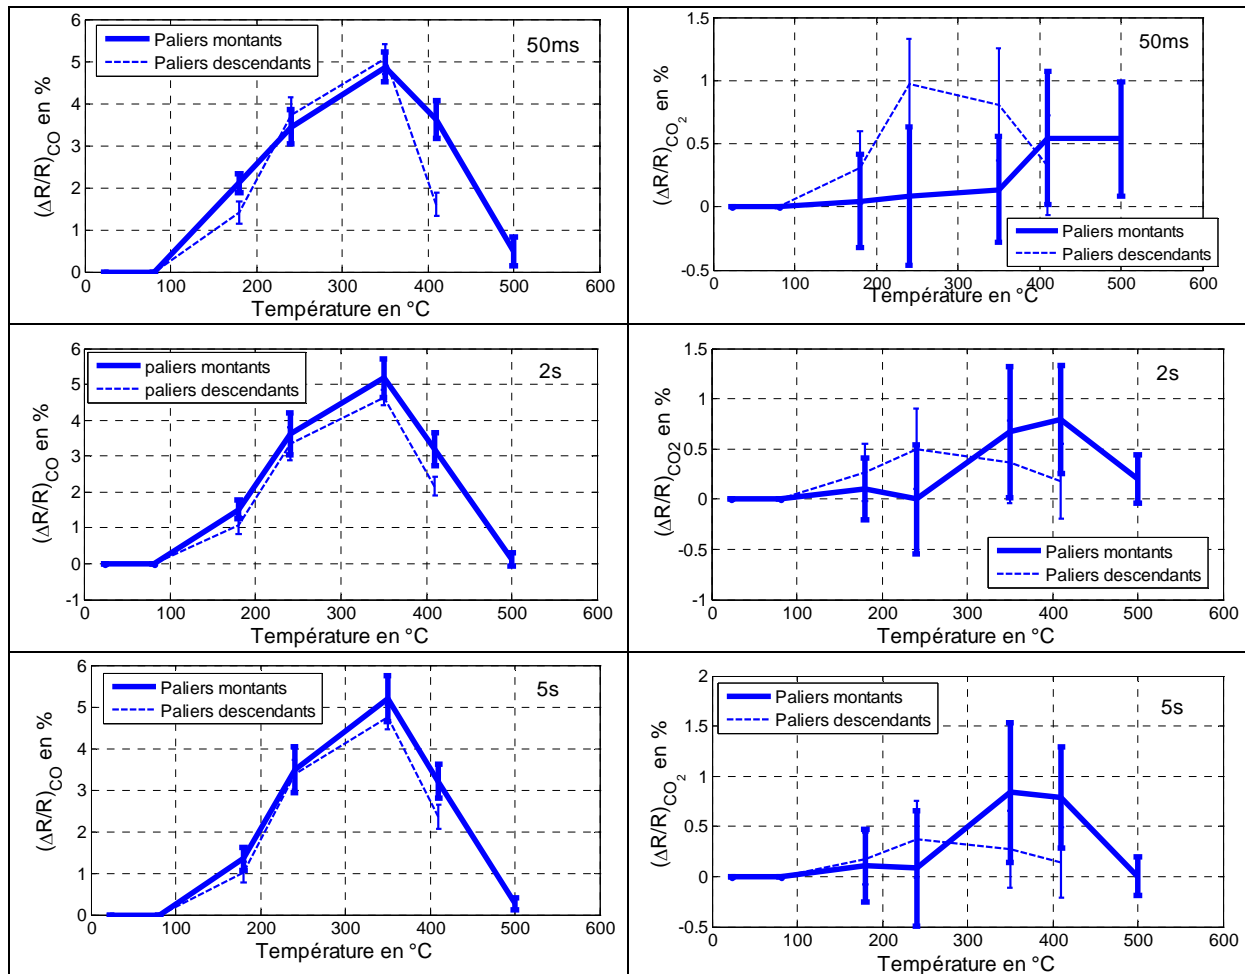 Paliers montants
Paliers descendants
50ms
(ΔR/R)CO en %
6
5
4
3
2
1
0
0 100 200 300 400 500 600
Température en °C
50ms
(ΔR/R)CO2 en %
1.5
1
0.5
0
-0.5
Paliers montants
Paliers descendants
100 200 300 400 500 600
Température en °C
paliers montants
paliers descendants
2s
(ΔR/R)CO en %
6
5
4
3
2
1
0
-1
0 100 200 300 400 500 600
Température en °C
2s
(ΔR/R)CO2 en %
1.5
1
0.5
0
-0.5
-1
Paliers montants
Paliers descendants
0 100 200 300 400 500 600
Température en °C
Paliers montants
Paliers descendants
5s
(ΔR/R)CO en %
6
5
4
3
2
1
0
0 100 200 300 400 500 600
Température en °C
Paliers montants
Paliers descendants
5s
(ΔR/R)CO2 en %
2
1.5
1
0.5
0
-0.5
0 100 200 300 400 500 600
Température en °C